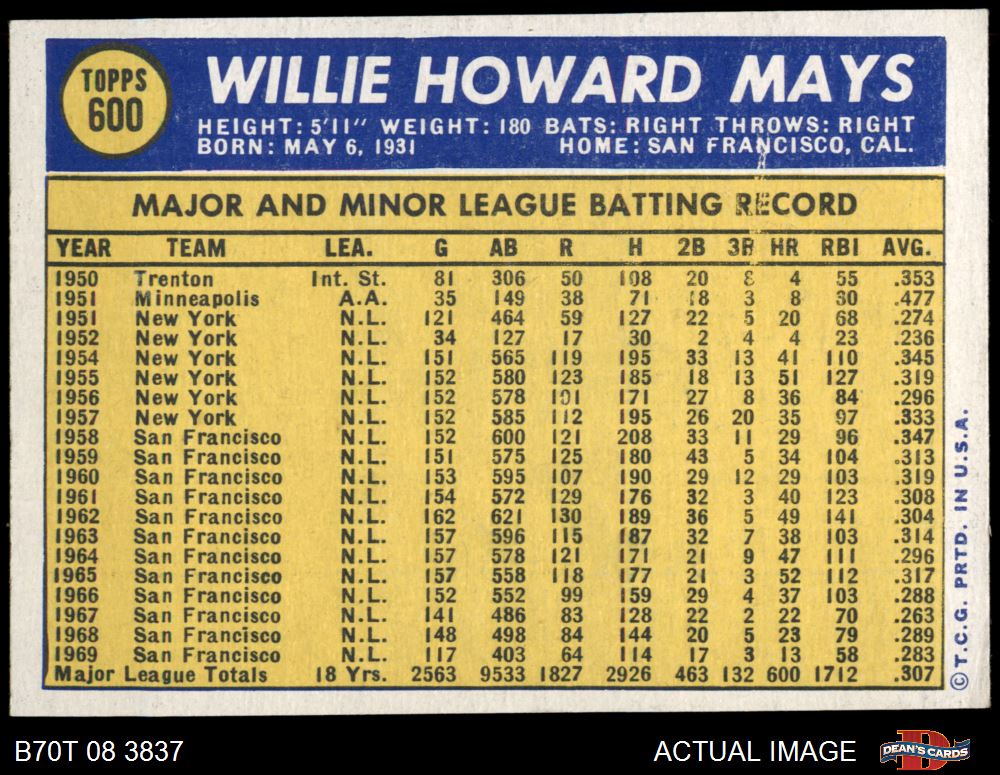 TOPPS
600
WILLIE HOWARD MAYS
HEIGHT: 5'11" WEIGHT: 180 BATS: RIGHT THROWS: RIGHT
BORN: MAY 6, 1931 HOME: SAN FRANCISCO, CAL.
MAJOR AND MINOR LEAGUE BATTING RECORD
YEAR TEAM LEA. G AB R H 2B 3B HR RBI AVG.
1950 Trenton Int. St. 81 306 50 108 20 8 4 55 .353
1951 Minneapolis A.A. 35 149 38 71 18 3 8 30 .477
1951 New York N.L. 121 464 59 127 22 5 20 68 .274
1952 New York N.L. 34 127 17 30 2 4 4 23 .236
1954 New York N.L. 151 565 119 195 33 13 41 110 .345
1955 New York N.L. 152 580 123 185 18 13 51 127 .319
1956 New York N.L. 152 578 101 171 27 8 36 84 .296
1957 New York N.L. 152 585 112 195 26 20 35 97 .333
1958 San Francisco N.L. 152 600 121 208 33 11 29 96 .347
1959 San Francisco N.L. 151 575 125 180 43 5 34 104 .313
1960 San Francisco N.L. 153 595 107 190 29 12 29 103 .319
1961 San Francisco N.L. 154 572 129 176 32 3 40 123 .308
1962 San Francisco N.L. 162 621 130 189 36 5 49 141 .304
1963 San Francisco N.L. 157 596 115 187 32 7 38 103 .314
1964 San Francisco N.L. 157 578 121 171 21 9 47 111 .296
1965 San Francisco N.L. 157 558 118 177 21 3 52 112 .317
1966 San Francisco N.L. 152 552 99 159 29 4 37 103 .288
1967 San Francisco N.L. 141 486 83 128 22 2 22 70 .263
1968 San Francisco N.L. 148 498 84 144 20 5 23 79 .289
1969 San Francisco N.L. 117 403 64 114 17 3 13 58 .283
Major League Totals 18 Yrs. 2563 9533 1827 2926 463 132 600 1712 .307
© T.C.G. PRTD. IN U.S.A.
B70T 08 3837 ACTUAL IMAGE
D
DEAN'S CARDS